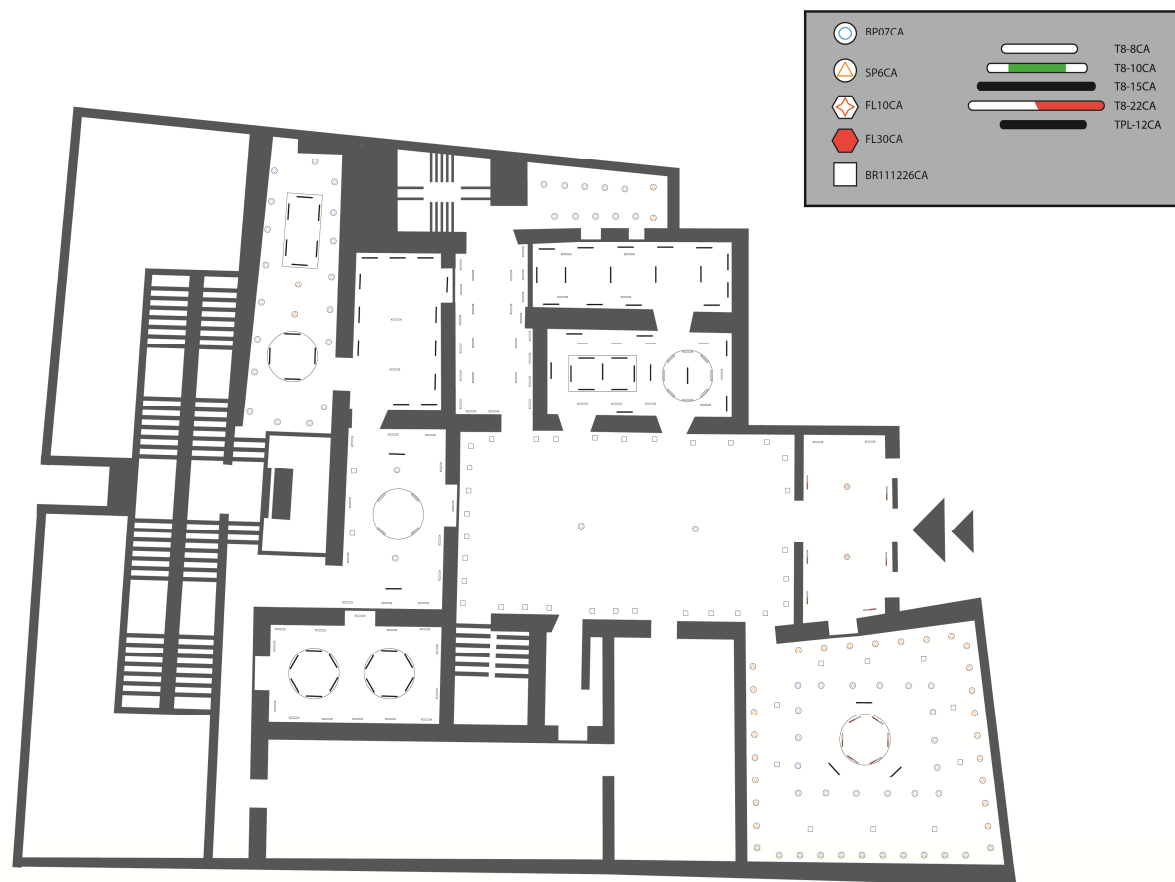 BP07CA
SP6CA
FL10CA
FL30CA
BR111226CA
T8-8CA
T8-10CA
T8-15CA
T8-22CA
TPL-12CA